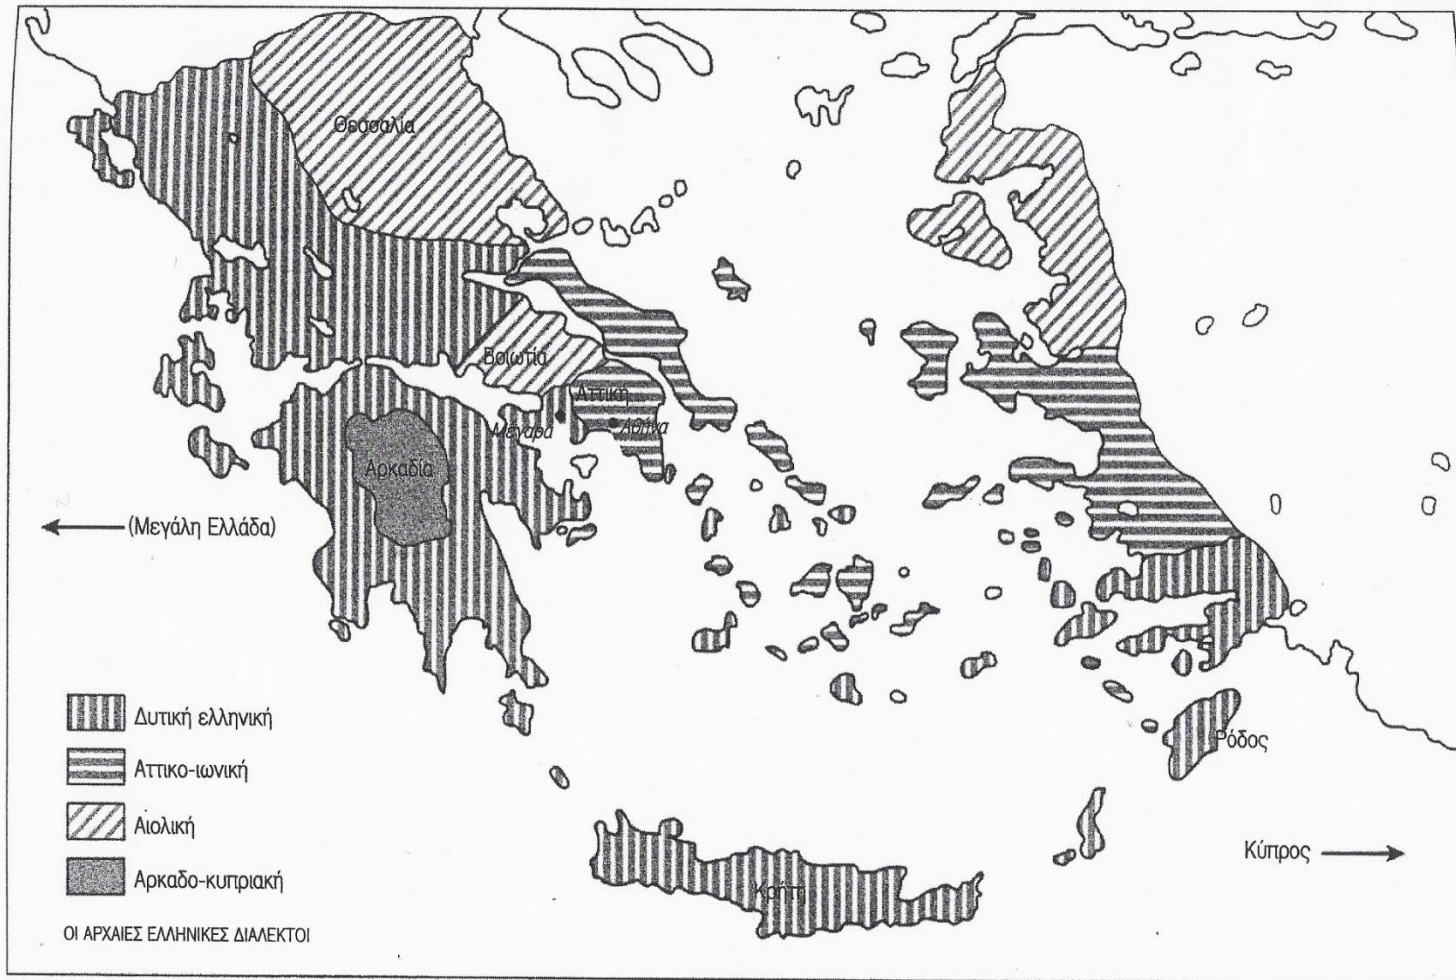 Θεσσαλία
Βοιωτία
Αττική
Μέγαρα
Αθήνα
Αρκαδία
(Μεγάλη Ελλάδα)
Δυτική ελληνική
Ρόδος
Αττικο-ιωνική
Αιολική
Κύπρος
Αρκαδο-κυπριακή
Κρήτη
ΟΙ ΑΡΧΑΙΕΣ ΕΛΛΗΝΙΚΕΣ ΔΙΑΛΕΚΤΟΙ